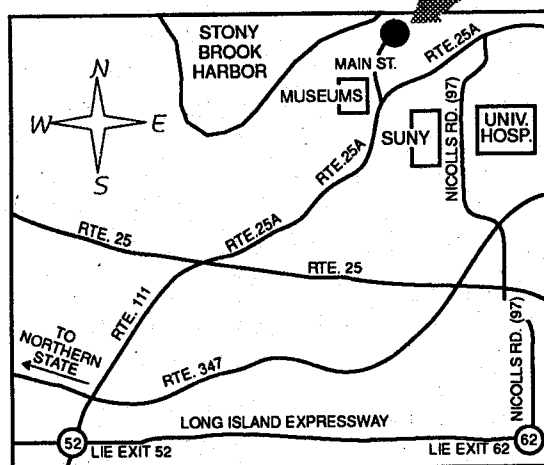 STONY
BROOK
HARBOR
MAIN ST.
RTE.25A
MUSEUMS
SUNY
UNIV.
HOSP.
NICOLLS RD. (97)
N
W
E
S
RTE.25A
RTE.25A
RTE. 25
RTE. 25
RTE. 111
TO
NORTHERN
STATE
RTE. 347
NICOLLS RD. (97)
LONG ISLAND EXPRESSWAY
52
LIE EXIT 52
LIE EXIT 62
62